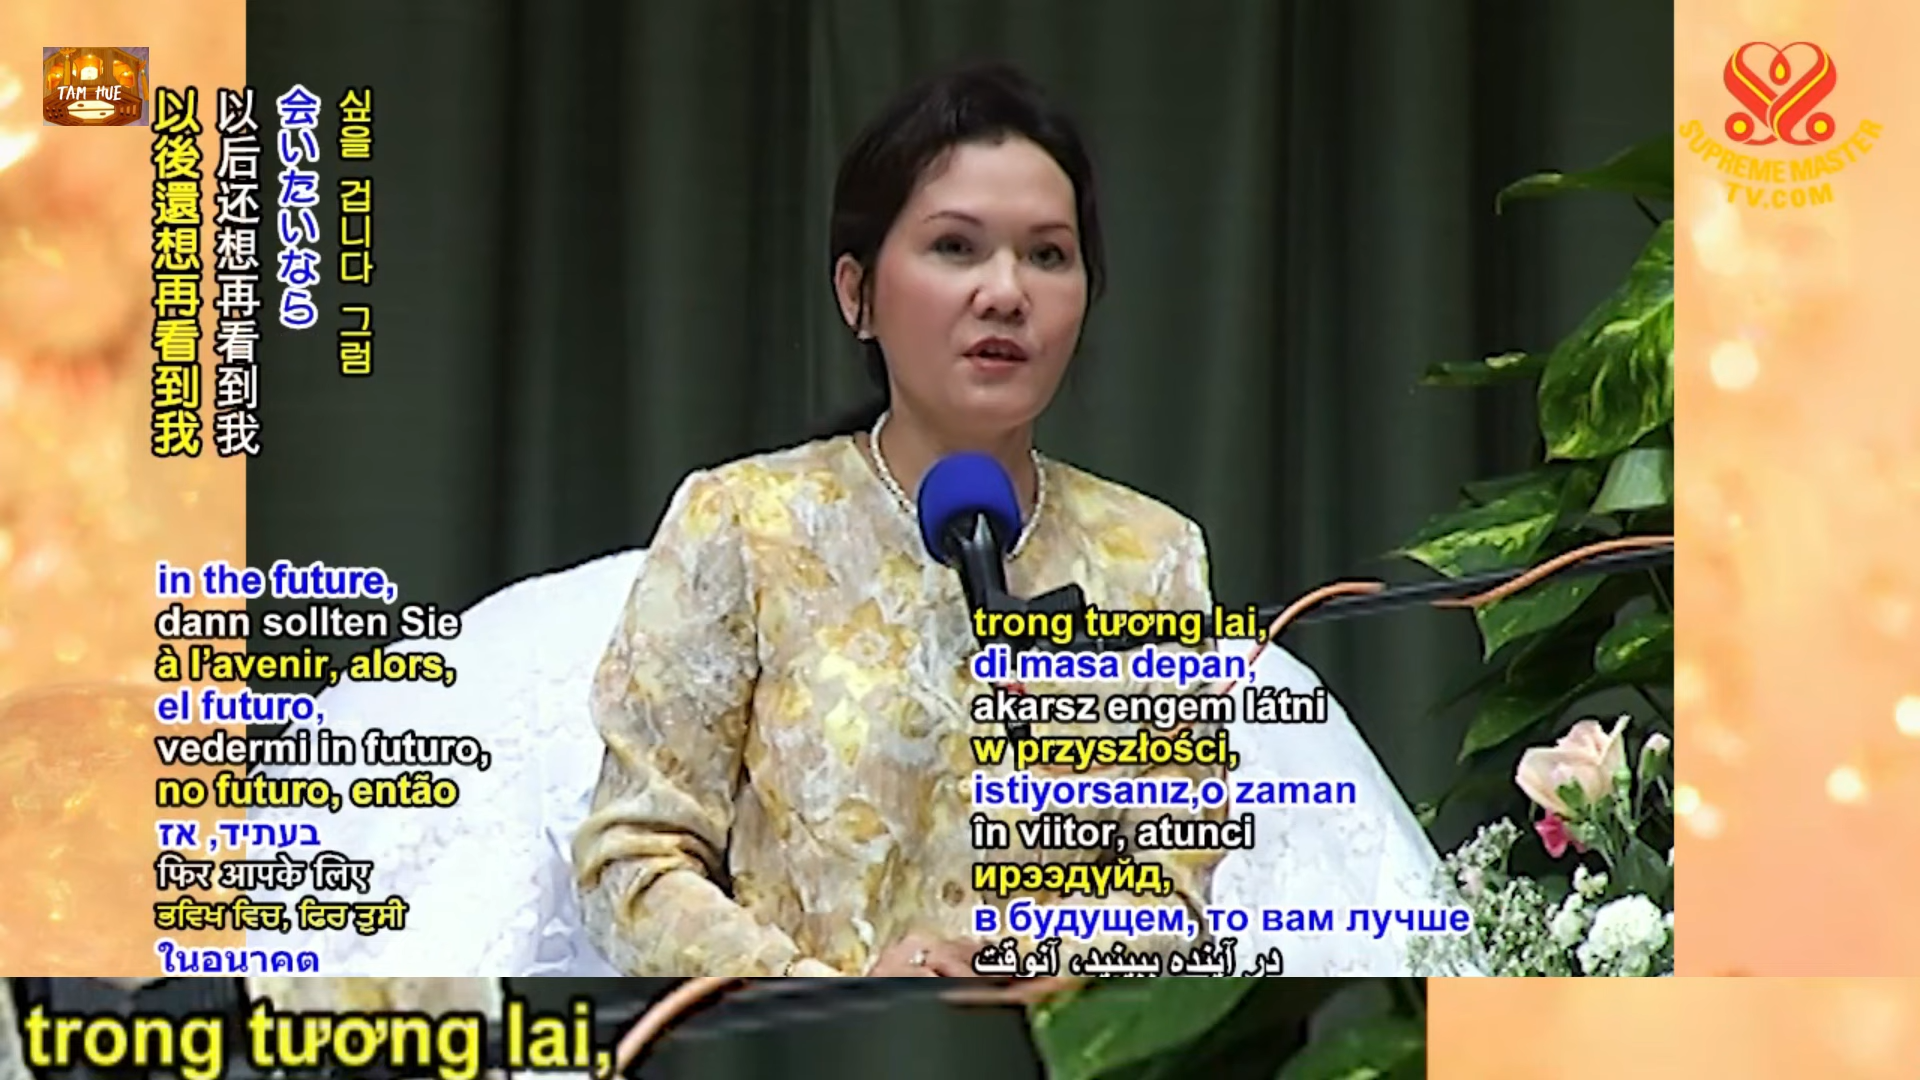 TAM HUE
SUPREME MASTER
TV.COM
以後還想再看到我
以后还想再看到我
会いたいなら
싶을 겁니다 그럼
in the future,
dann sollten Sie
à l'avenir, alors,
el futuro,
vedermi in futuro,
no futuro, então
בעתיד, אז
फिर आपके लिए
ਭਵਿਖ ਵਿਚ, ਫਿਰ ਤੁਸੀ
ในอนาคต
trong tương lai,
di masa depan,
akarsz engem látni
w przyszłości,
istiyorsanız,o zaman
în viitor, atunci
ирээдүйд,
в будущем, то вам лучше
در آینده ببینید، آنوقت
trong tương lai,